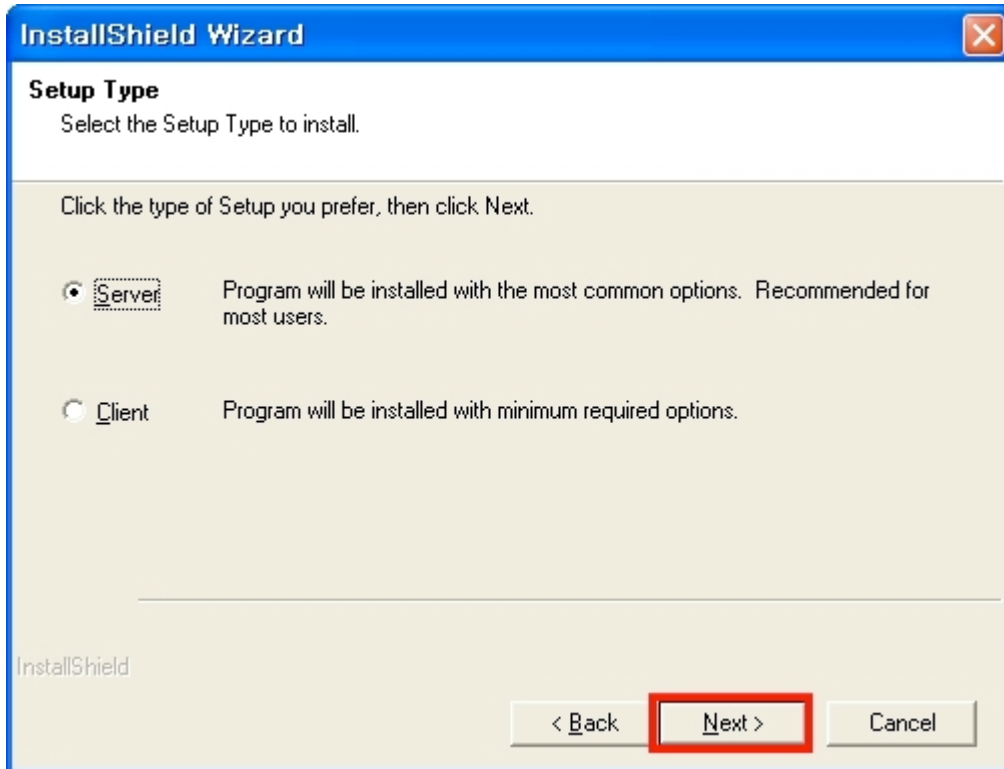 InstallShield Wizard
Setup Type
Select the Setup Type to install.
Click the type of Setup you prefer, then click Next.
Server Program will be installed with the most common options.  Recommended for
most users.
Client Program will be installed with minimum required options.
InstallShield
< Back Next > Cancel